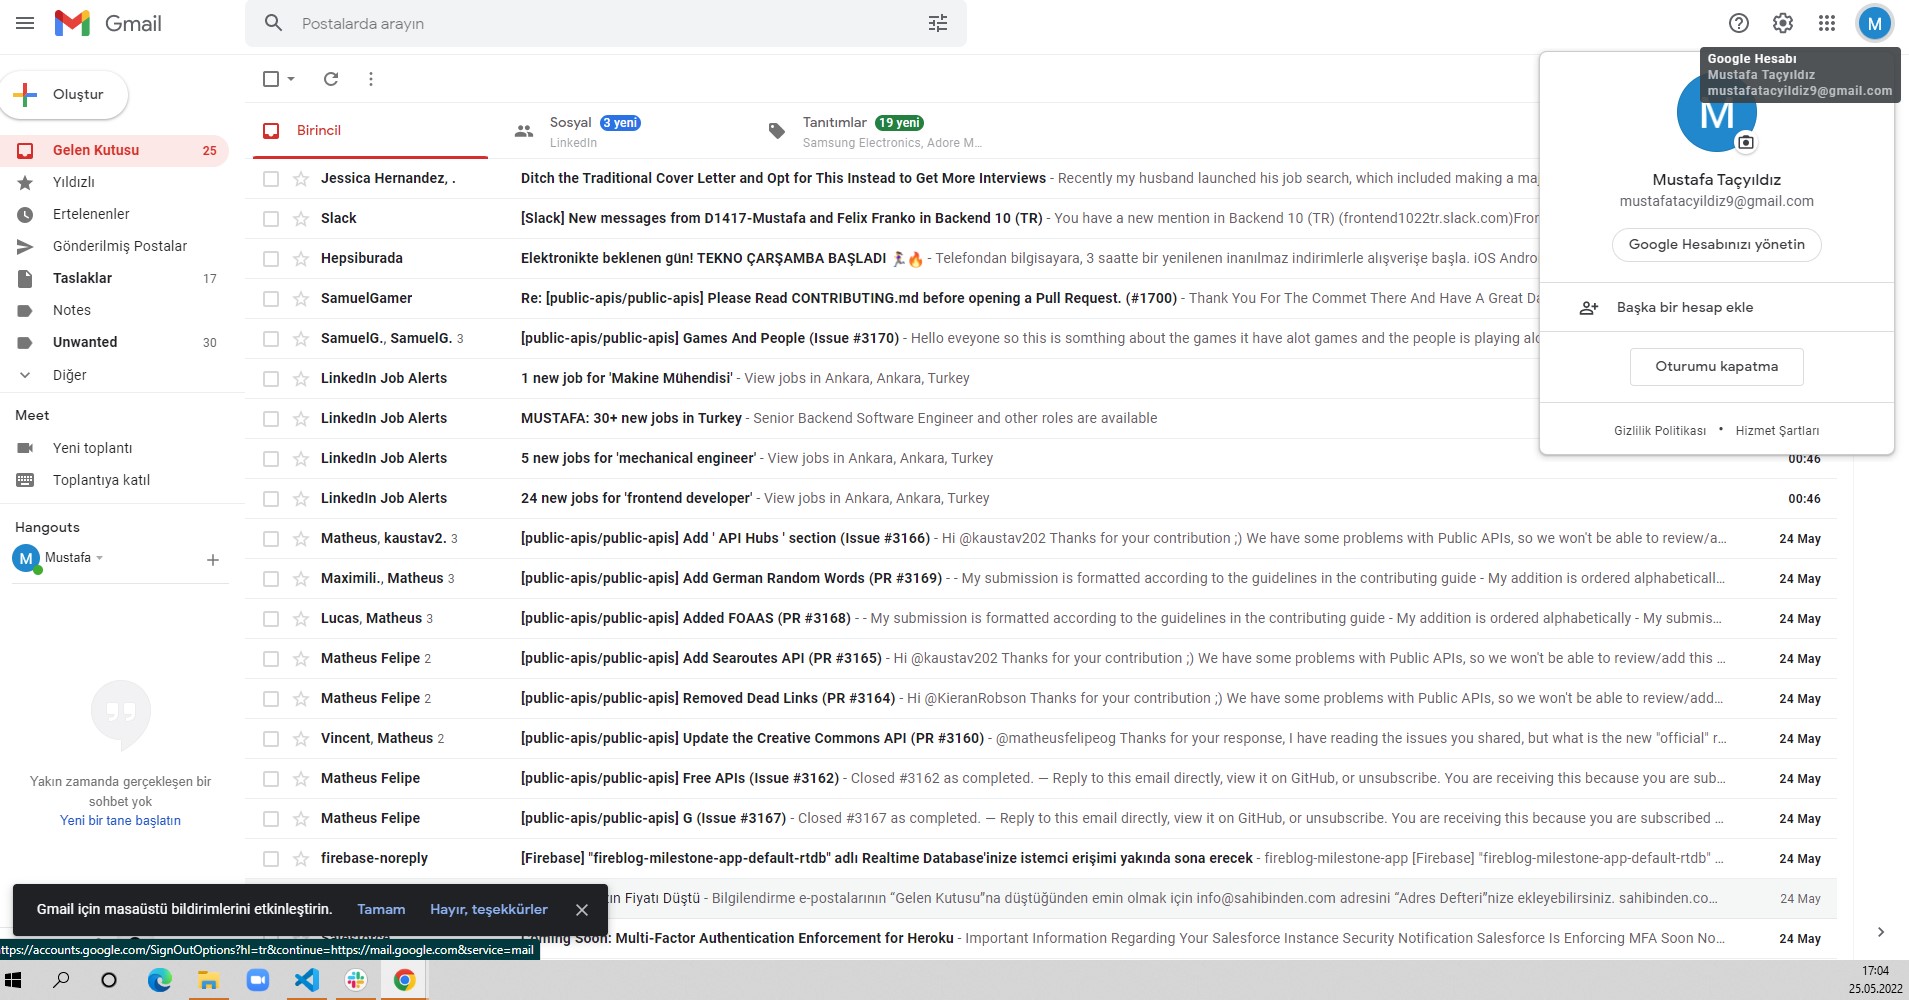 Gmail
Postalarda arayın
M
Google Hesabı
Mustafa Taçyıldız
mustafatacyildiz9@gmail.com
M
Mustafa Taçyıldız
mustafatacyildiz9@gmail.com
Google Hesabınızı yönetin
Başka bir hesap ekle
Oturumu kapatma
Gizlilik Politikası • Hizmet Şartları
Oluştur
Gelen Kutusu 25
Yıldızlı
Ertelenenler
Gönderilmiş Postalar
Taslaklar 17
Notes
Unwanted 30
Diğer
Meet
Yeni toplantı
Toplantıya katıl
Hangouts
M Mustafa
Yakın zamanda gerçekleşen bir
sohbet yok
Yeni bir tane başlatın
Birincil
Sosyal 3 yeni
LinkedIn
Tanıtımlar 19 yeni
Samsung Electronics, Adore M...
Jessica Hernandez, . Ditch the Traditional Cover Letter and Opt for This Instead to Get More Interviews - Recently my husband launched his job search, which included making a
Slack [Slack] New messages from D1417-Mustafa and Felix Franko in Backend 10 (TR) - You have a new mention in Backend 10 (TR) (frontend1022tr.slack.com)
Hepsiburada Elektronikte beklenen gün! TEKNO ÇARŞAMBA BAŞLADI 🏃‍♀️🔥 - Telefondan bilgisayara, 3 saatte bir yenilenen inanılmaz indirimlerle alışverişe başla. iOS
SamuelGamer Re: [public-apis/public-apis] Please Read CONTRIBUTING.md before opening a Pull Request. (#1700) - Thank You For The Commet There And Have A Great
SamuelG., SamuelG. 3 [public-apis/public-apis] Games And People (Issue #3170) - Hello eveyone so this is somthing about the games it have alot games and the people is playing
LinkedIn Job Alerts 1 new job for 'Makine Mühendisi' - View jobs in Ankara, Ankara, Turkey
LinkedIn Job Alerts MUSTAFA: 30+ new jobs in Turkey - Senior Backend Software Engineer and other roles are available
LinkedIn Job Alerts 5 new jobs for 'mechanical engineer' - View jobs in Ankara, Ankara, Turkey 00:46
LinkedIn Job Alerts 24 new jobs for 'frontend developer' - View jobs in Ankara, Ankara, Turkey 00:46
Matheus, kaustav2. 3 [public-apis/public-apis] Add ' API Hubs ' section (Issue #3166) - Hi @kaustav202 Thanks for your contribution ;) We have some problems with Public APIs, so we won't be able to review/a... 24 May
Maximili., Matheus 3 [public-apis/public-apis] Add German Random Words (PR #3169) - - My submission is formatted according to the guidelines in the contributing guide - My addition is ordered alphabeticall... 24 May
Lucas, Matheus 3 [public-apis/public-apis] Added FOAAS (PR #3168) - - My submission is formatted according to the guidelines in the contributing guide - My addition is ordered alphabetically - My submis... 24 May
Matheus Felipe 2 [public-apis/public-apis] Add Searoutes API (PR #3165) - Hi @kaustav202 Thanks for your contribution ;) We have some problems with Public APIs, so we won't be able to review/add this ... 24 May
Matheus Felipe 2 [public-apis/public-apis] Removed Dead Links (PR #3164) - Hi @KieranRobson Thanks for your contribution ;) We have some problems with Public APIs, so we won't be able to review/add... 24 May
Vincent, Matheus 2 [public-apis/public-apis] Update the Creative Commons API (PR #3160) - @matheusfelipeog Thanks for your response, I have reading the issues you shared, but what is the new "official" r... 24 May
Matheus Felipe [public-apis/public-apis] Free APIs (Issue #3162) - Closed #3162 as completed. — Reply to this email directly, view it on GitHub, or unsubscribe. You are receiving this because you are sub... 24 May
Matheus Felipe [public-apis/public-apis] G (Issue #3167) - Closed #3167 as completed. — Reply to this email directly, view it on GitHub, or unsubscribe. You are receiving this because you are subscribed ... 24 May
firebase-noreply [Firebase] "fireblog-milestone-app-default-rtdb" adlı Realtime Database'inize istemci erişimi yakında sona erecek - fireblog-milestone-app [Firebase] "fireblog-milestone-app-default-rtdb" ... 24 May
Fiyatı Düştü - Bilgilendirme e-postalarının “Gelen Kutusu”na düştüğünden emin olmak için info@sahibinden.com adresini “Adres Defteri”nize ekleyebilirsiniz. sahibinden.co... 24 May
Soon: Multi-Factor Authentication Enforcement for Heroku - Important Information Regarding Your Salesforce Instance Security Notification Salesforce Is Enforcing MFA Soon No... 24 May
Gmail için masaüstü bildirimlerini etkinleştirin. Tamam Hayır, teşekkürler
ttps://accounts.google.com/SignOutOptions?hl=tr&continue=https://mail.google.com&service=mail
17:04
25.05.2022